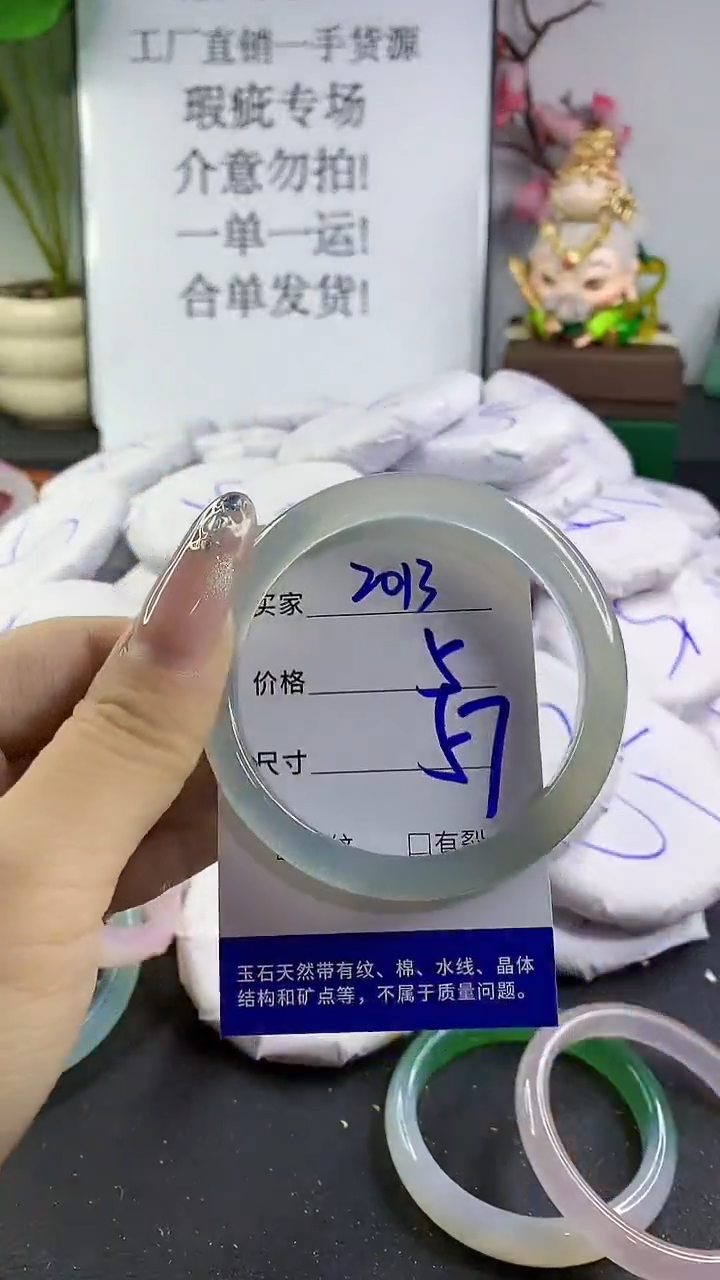 工厂直销一手货源
瑕疵专场
介意勿拍!
一单一运!
合单发货!
买家 2013
价格
尺寸 57
纹 □有裂
玉石天然带有纹、棉、水线、晶体
结构和矿点等，不属于质量问题。